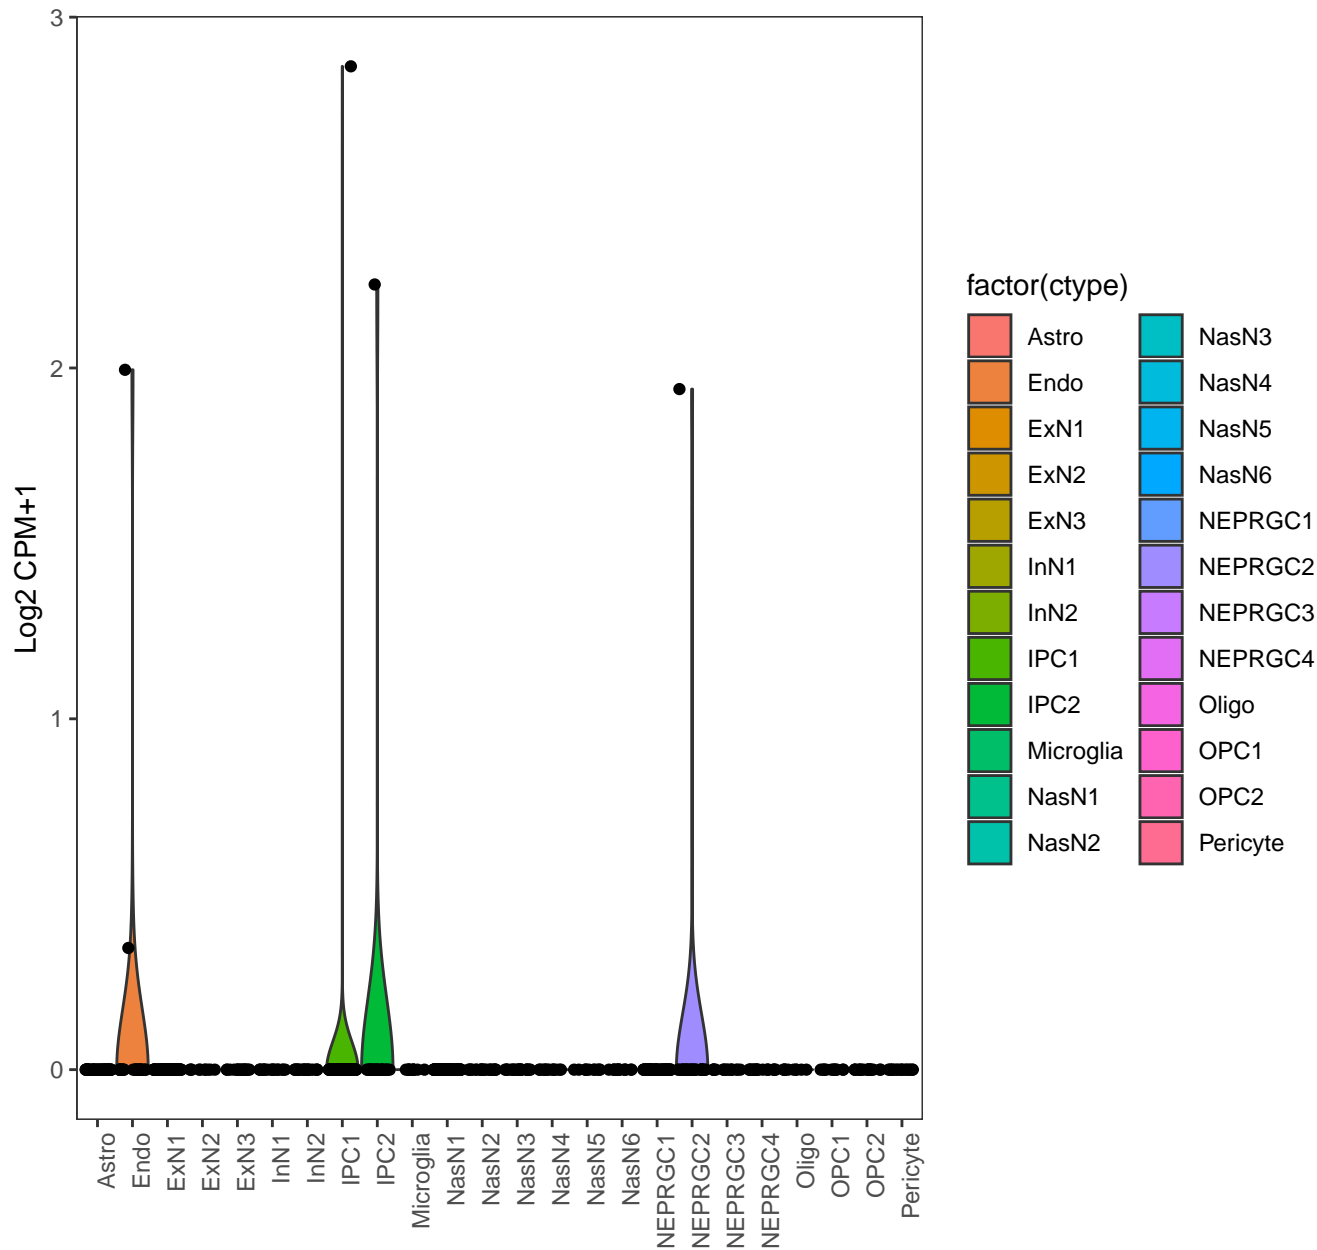 3
2
1
0
Log2 CPM+1
Astro
Endo
ExN1
ExN2
ExN3
InN1
InN2
IPC1
IPC2
Microglia
NasN1
NasN2
NasN3
NasN4
NasN5
NasN6
NEPRGC1
NEPRGC2
NEPRGC3
NEPRGC4
Oligo
OPC1
OPC2
Pericyte
factor(ctype)
Astro
Endo
ExN1
ExN2
ExN3
InN1
InN2
IPC1
IPC2
Microglia
NasN1
NasN2
NasN3
NasN4
NasN5
NasN6
NEPRGC1
NEPRGC2
NEPRGC3
NEPRGC4
Oligo
OPC1
OPC2
Pericyte